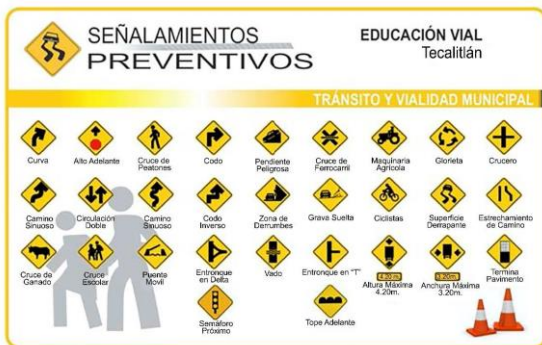 SEÑALAMIENTOS
PREVENTIVOS
EDUCACIÓN VIAL
Tecalitlán
TRÁNSITO Y VIALIDAD MUNICIPAL
Curva
Alto Adelante
Cruce de
Peatones
Codo
Pendiente
Peligrosa
Cruce de
Ferrocarril
Maquinaria
Agrícola
Glorieta
Crucero
Camino
Sinuoso
Circulación
Doble
Camino
Sinuoso
Codo
Inverso
Zona de
Derrumbes
Grava Suelta
Ciclistas
Superficie
Derrapante
Estrechamiento
de Camino
Cruce de
Ganado
Cruce
Escolar
Puente
Movil
Entronque
en Delta
Vado
Entronque en "T"
4.20 m.
Altura Máxima
4.20m.
3.20m.
Anchura Máxima
3.20m.
Termina
Pavimento
Semáforo
Próximo
Tope Adelante